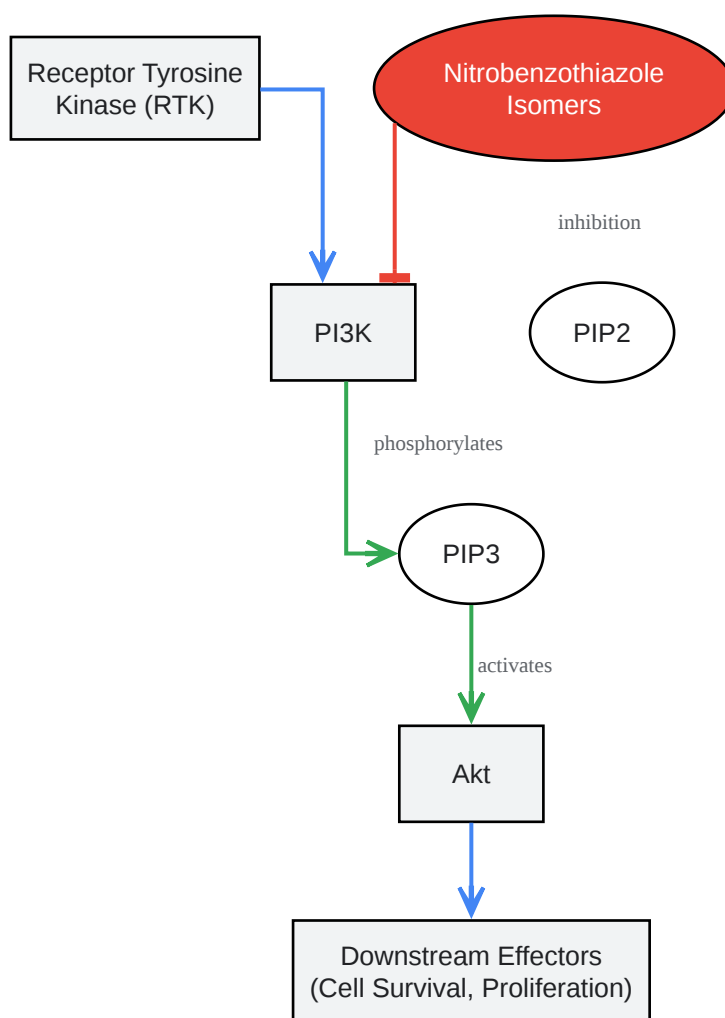 Receptor Tyrosine
Kinase (RTK)
Nitrobenzothiazole
Isomers
inhibition
PI3K
PIP2
phosphorylates
PIP3
activates
Akt
Downstream Effectors
(Cell Survival, Proliferation)